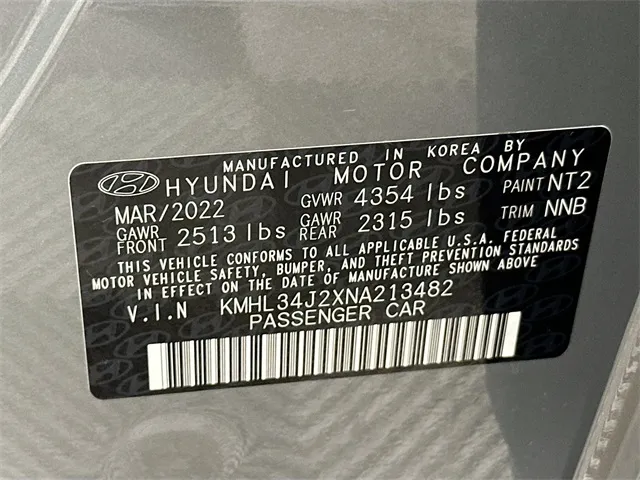 MANUFACTURED IN KOREA BY
HYUNDAI MOTOR COMPANY
MAR/2022 GVWR 4354 lbs PAINT NT2
GAWR FRONT 2513 lbs GAWR REAR 2315 lbs TRIM NNB
THIS VEHICLE CONFORMS TO ALL APPLICABLE U.S.A. FEDERAL
MOTOR VEHICLE SAFETY, BUMPER, AND THEFT PREVENTION STANDARDS
IN EFFECT ON THE DATE OF MANUFACTURE SHOWN ABOVE
V.I.N KMHL34J2XNA213482
PASSENGER CAR